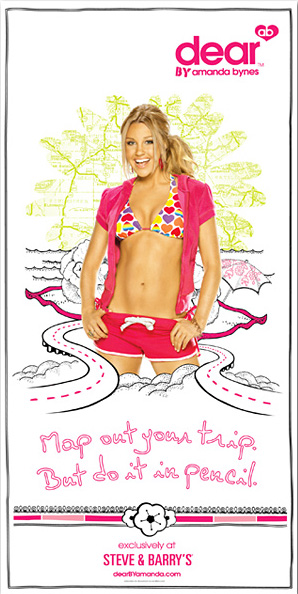 ab
dear™
BY amanda bynes
Map out your trip.
But do it in pencil.
exclusively at
STEVE & BARRY'S
dearBYamanda.com